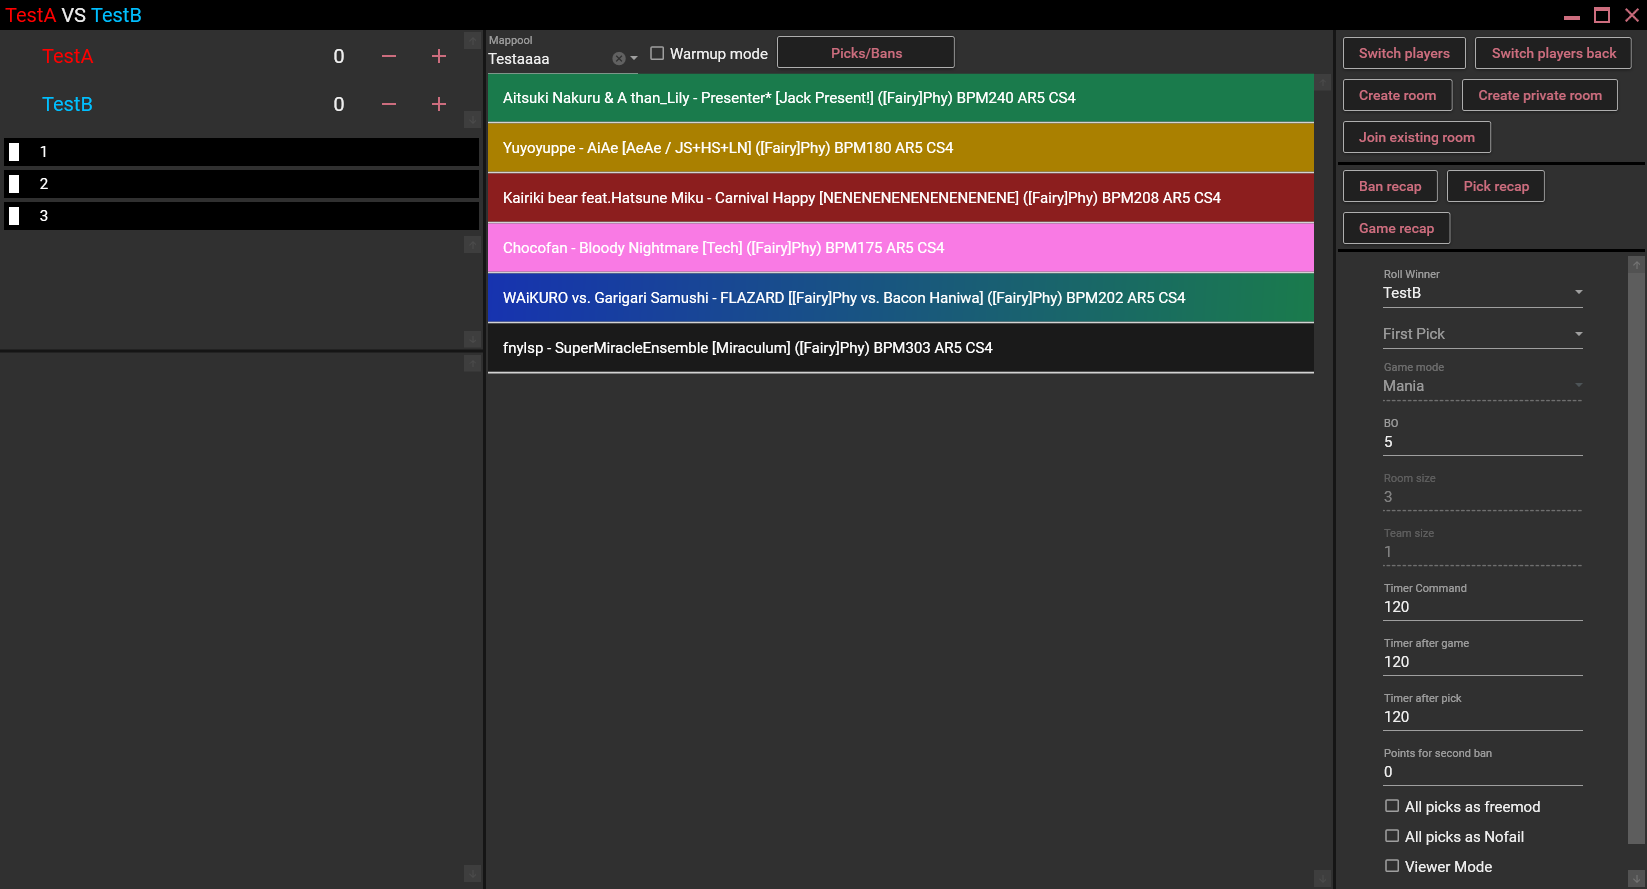 TestA VS TestB
TestA 0
TestB 0
1
2
3
Mappool
Testaaaa
Warmup mode
Picks/Bans
Aitsuki Nakuru & A than_Lily - Presenter* [Jack Present!] ([Fairy]Phy) BPM240 AR5 CS4
Yuyoyuppe - AiAe [AeAe / JS+HS+LN] ([Fairy]Phy) BPM180 AR5 CS4
Kairiki bear feat.Hatsune Miku - Carnival Happy [NENENENENENENENENE] ([Fairy]Phy) BPM208 AR5 CS4
Chocofan - Bloody Nightmare [Tech] ([Fairy]Phy) BPM175 AR5 CS4
WAiKURO vs. Garigari Samushi - FLAZARD [[Fairy]Phy vs. Bacon Haniwa] ([Fairy]Phy) BPM202 AR5 CS4
fnylsp - SuperMiracleEnsemble [Miraculum] ([Fairy]Phy) BPM303 AR5 CS4
Switch players
Switch players back
Create room
Create private room
Join existing room
Ban recap
Pick recap
Game recap
Roll Winner
TestB
First Pick
Game mode
Mania
BO
5
Room size
3
Team size
1
Timer Command
120
Timer after game
120
Timer after pick
120
Points for second ban
0
All picks as freemod
All picks as Nofail
Viewer Mode